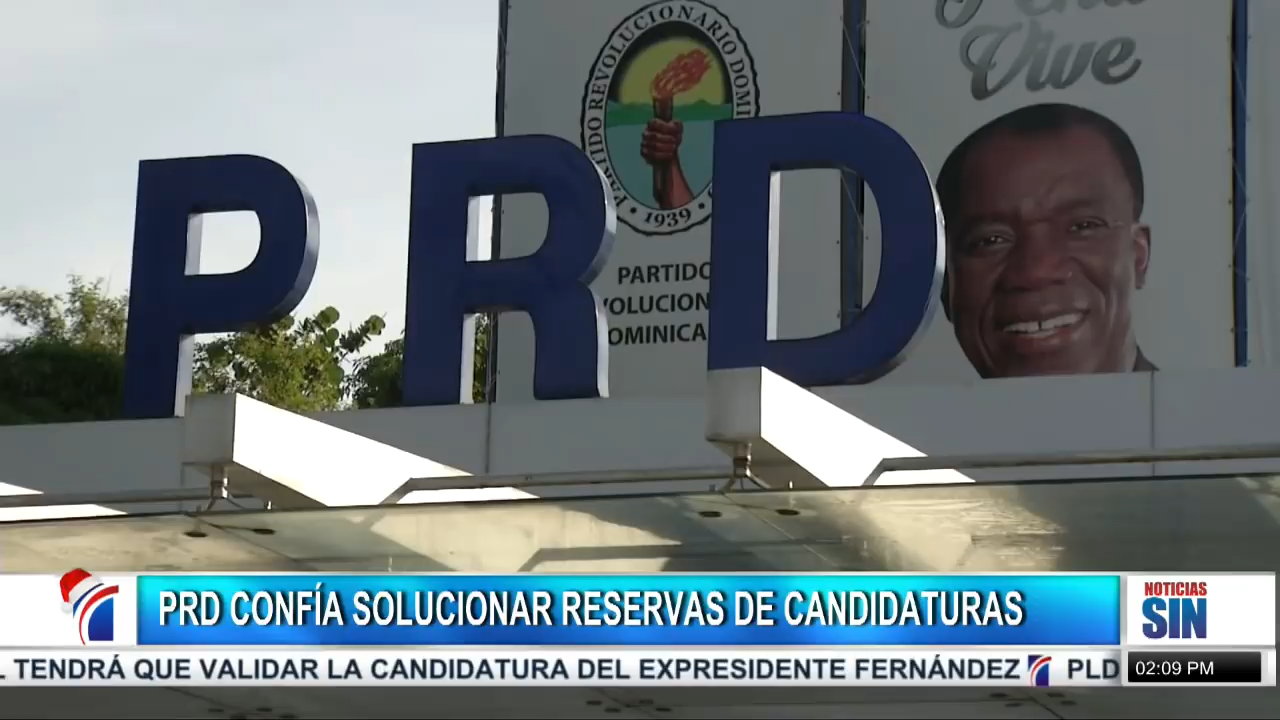 Vive
PARTIDO REVOLUCIONARIO DOMI
1939
PRD
PARTIDO
VOLUCION
OMINICA
PRD CONFÍA SOLUCIONAR RESERVAS DE CANDIDATURAS
NOTICIAS
SIN
TENDRÁ QUE VALIDAR LA CANDIDATURA DEL EXPRESIDENTE FERNÁNDEZ PLD
02:09 PM